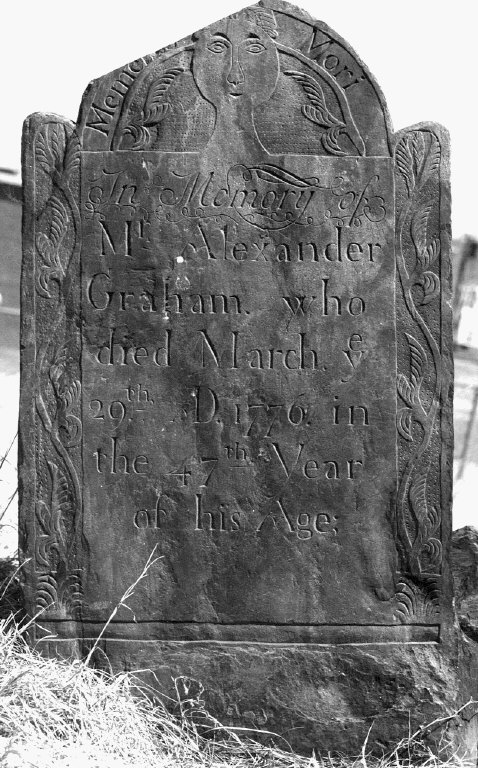 Memento Mori
In Memory of
Mr. Alexander
Graham. who
died March. ye
29th. A.D. 1776. in
the 47th Year
of his Age;